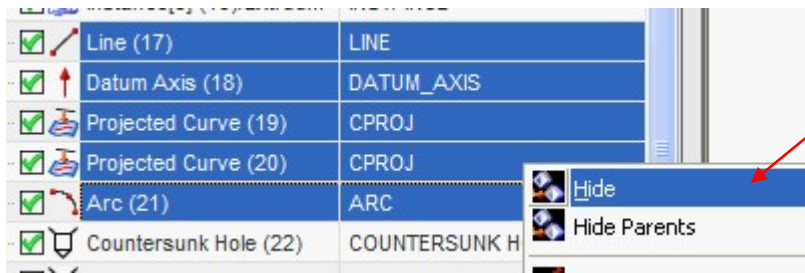 Line (17) LINE
Datum Axis (18) DATUM_AXIS
Projected Curve (19) CPROJ
Projected Curve (20) CPROJ
Arc (21) ARC
Hide
Countersunk Hole (22) COUNTERSUNK H
Hide Parents